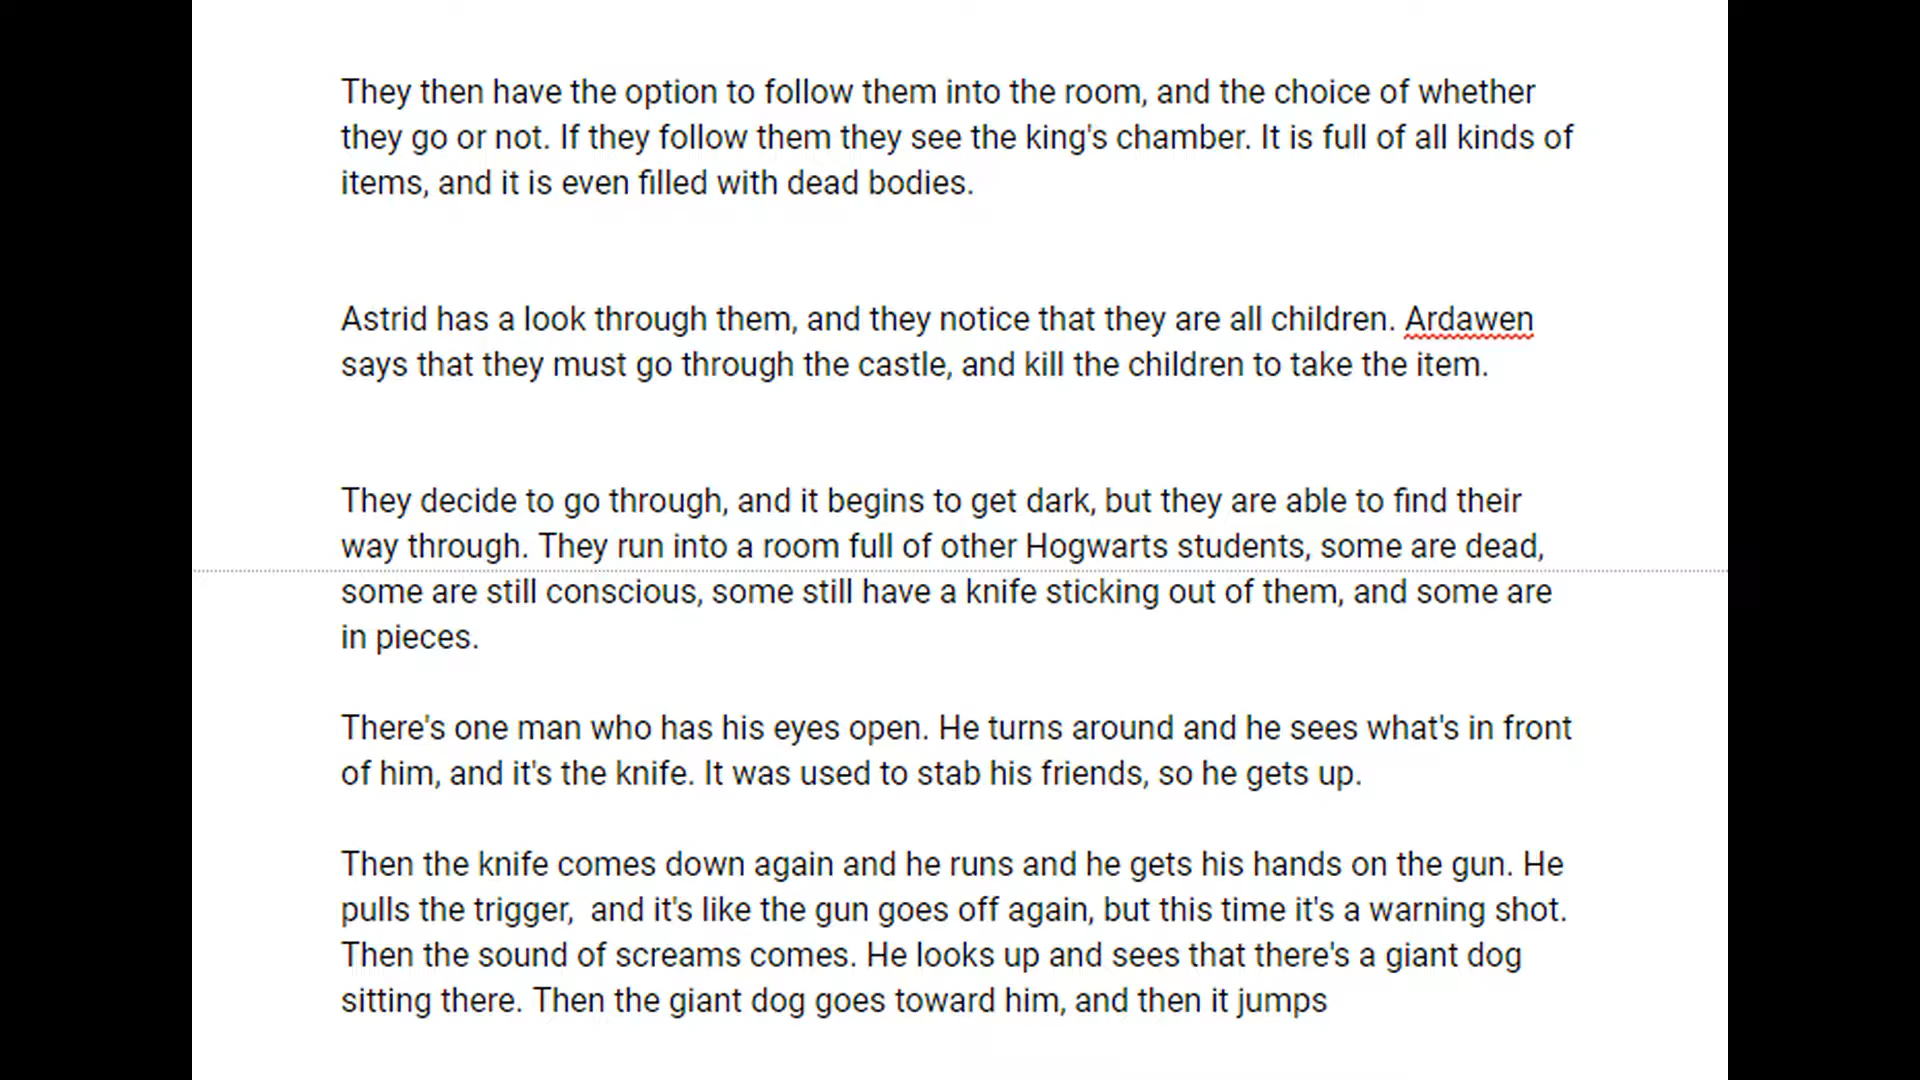 They then have the option to follow them into the room, and the choice of whether
they go or not. If they follow them they see the king's chamber. It is full of all kinds of
items, and it is even filled with dead bodies.
Astrid has a look through them, and they notice that they are all children. Ardawen
says that they must go through the castle, and kill the children to take the item.
They decide to go through, and it begins to get dark, but they are able to find their
way through. They run into a room full of other Hogwarts students, some are dead,
some are still conscious, some still have a knife sticking out of them, and some are
in pieces.
There's one man who has his eyes open. He turns around and he sees what's in front
of him, and it's the knife. It was used to stab his friends, so he gets up.
Then the knife comes down again and he runs and he gets his hands on the gun. He
pulls the trigger,  and it's like the gun goes off again, but this time it's a warning shot.
Then the sound of screams comes. He looks up and sees that there's a giant dog
sitting there. Then the giant dog goes toward him, and then it jumps